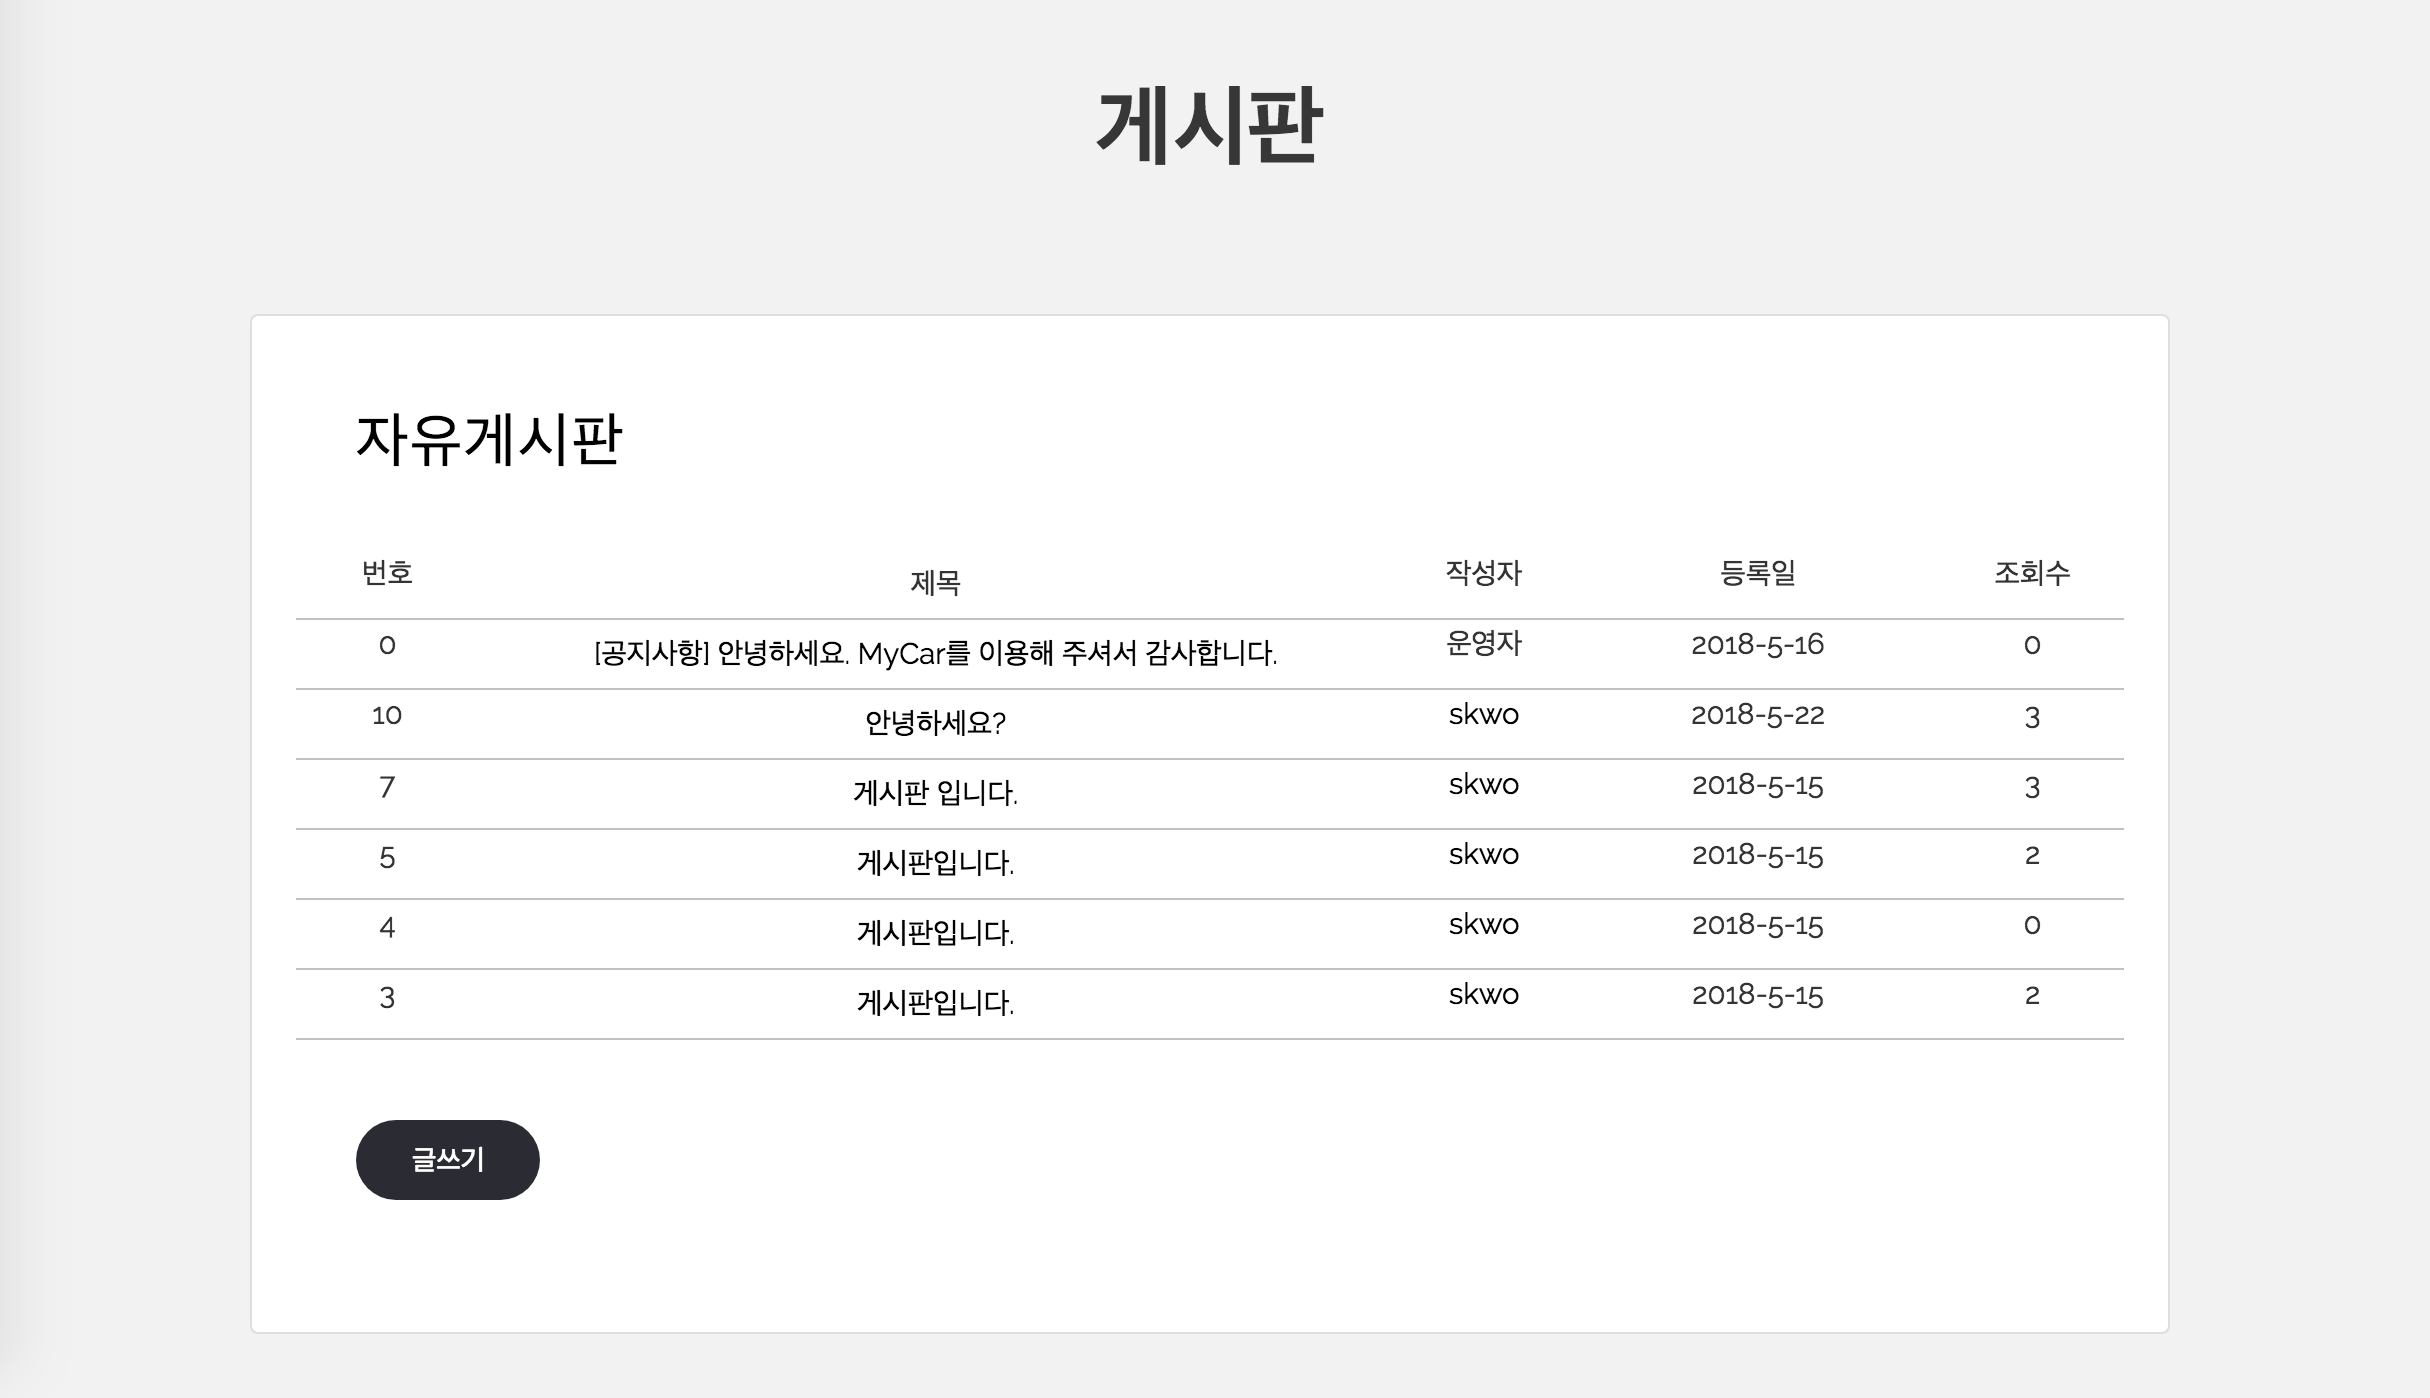 게시판
자유게시판
번호 제목 작성자 등록일 조회수
0 [공지사항] 안녕하세요. MyCar를 이용해 주셔서 감사합니다. 운영자 2018-5-16 0
10 안녕하세요? skwo 2018-5-22 3
7 게시판 입니다. skwo 2018-5-15 3
5 게시판입니다. skwo 2018-5-15 2
4 게시판입니다. skwo 2018-5-15 0
3 게시판입니다. skwo 2018-5-15 2
글쓰기